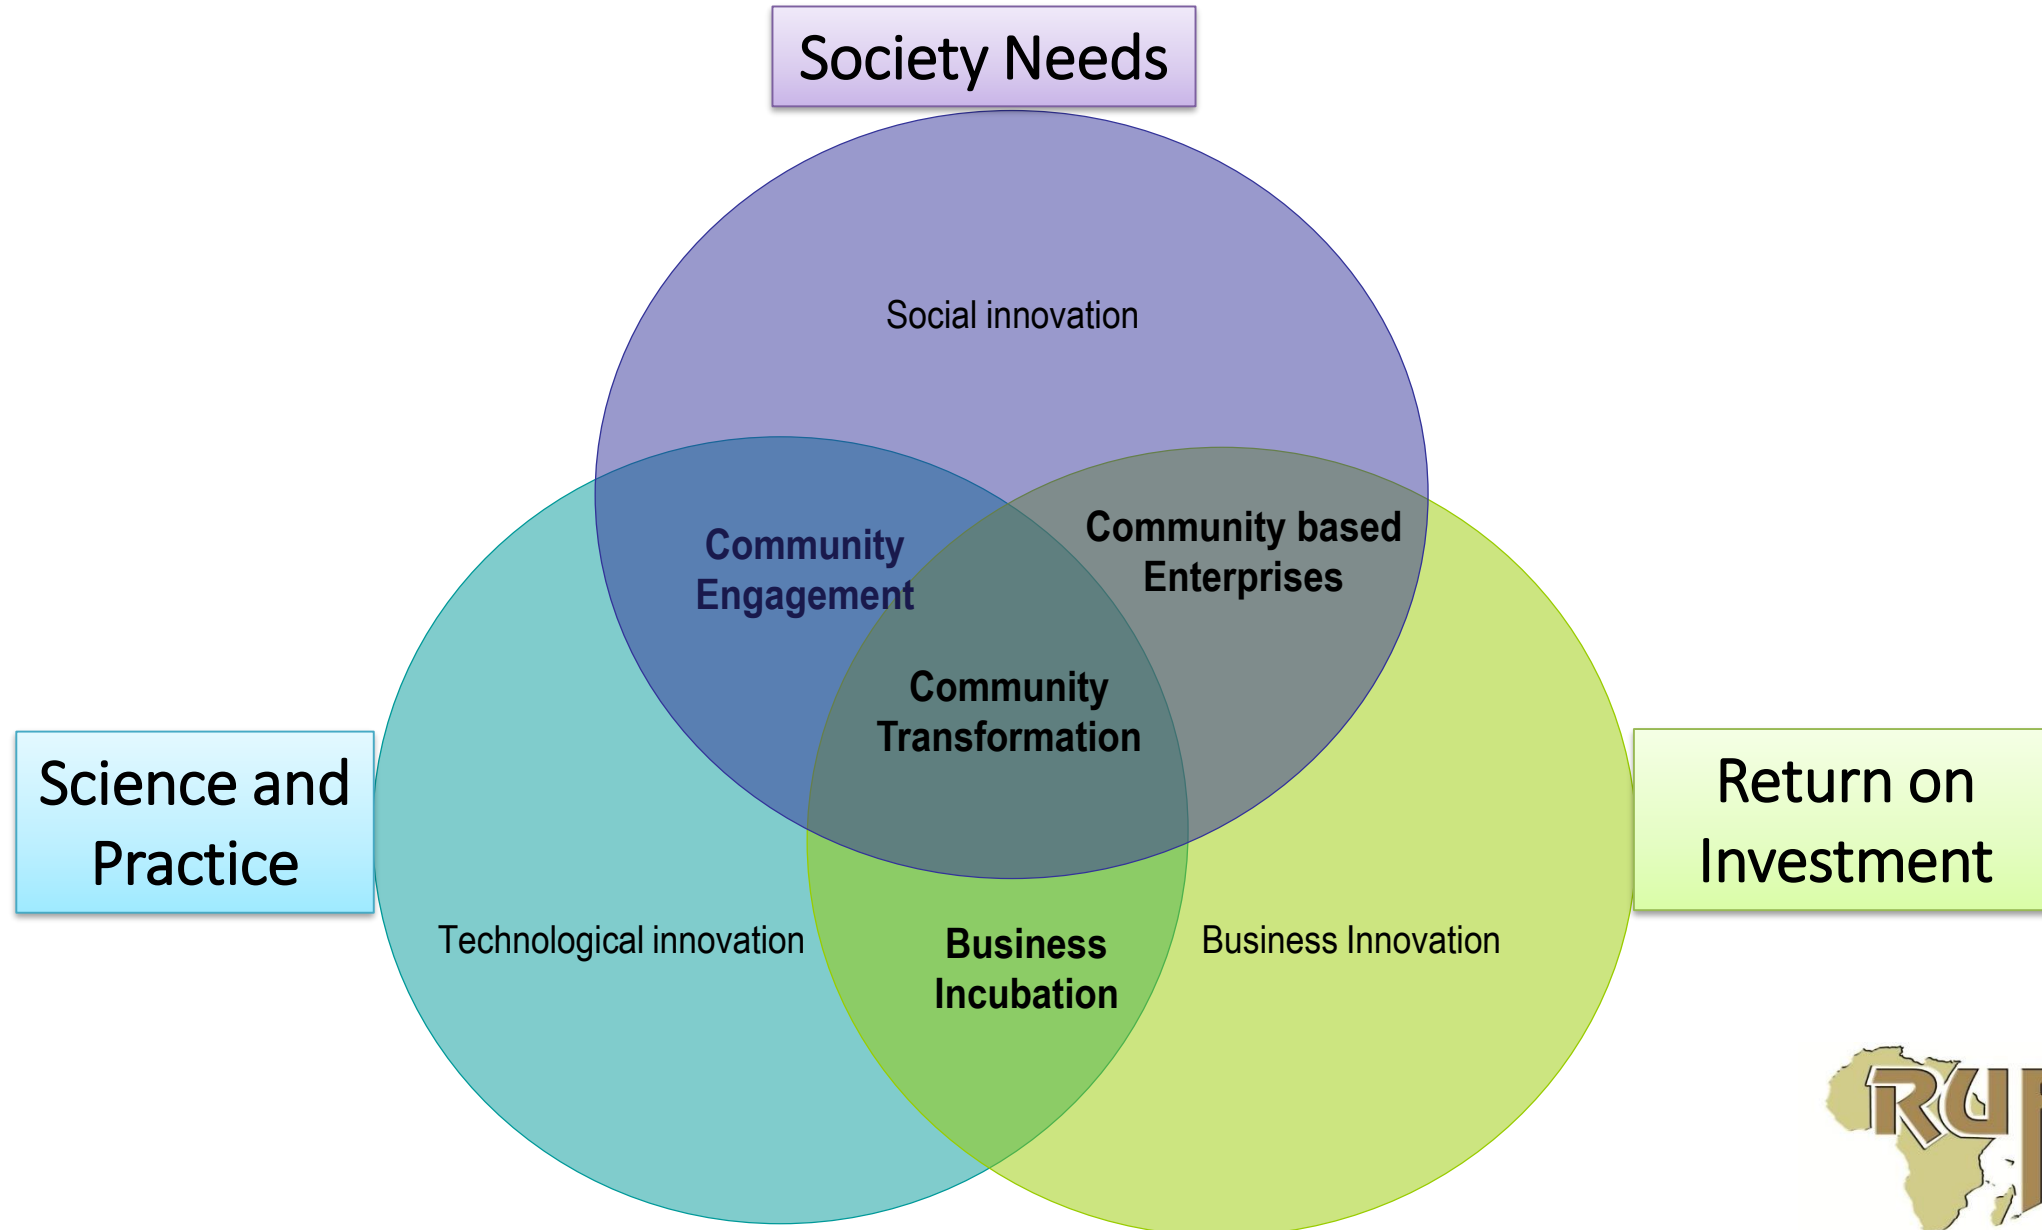 Society Needs
Social innovation
Community
Engagement
Community based
Enterprises
Community
Transformation
Science and
Practice
Return on
Investment
Technological innovation
Business
Incubation
Business Innovation
RU